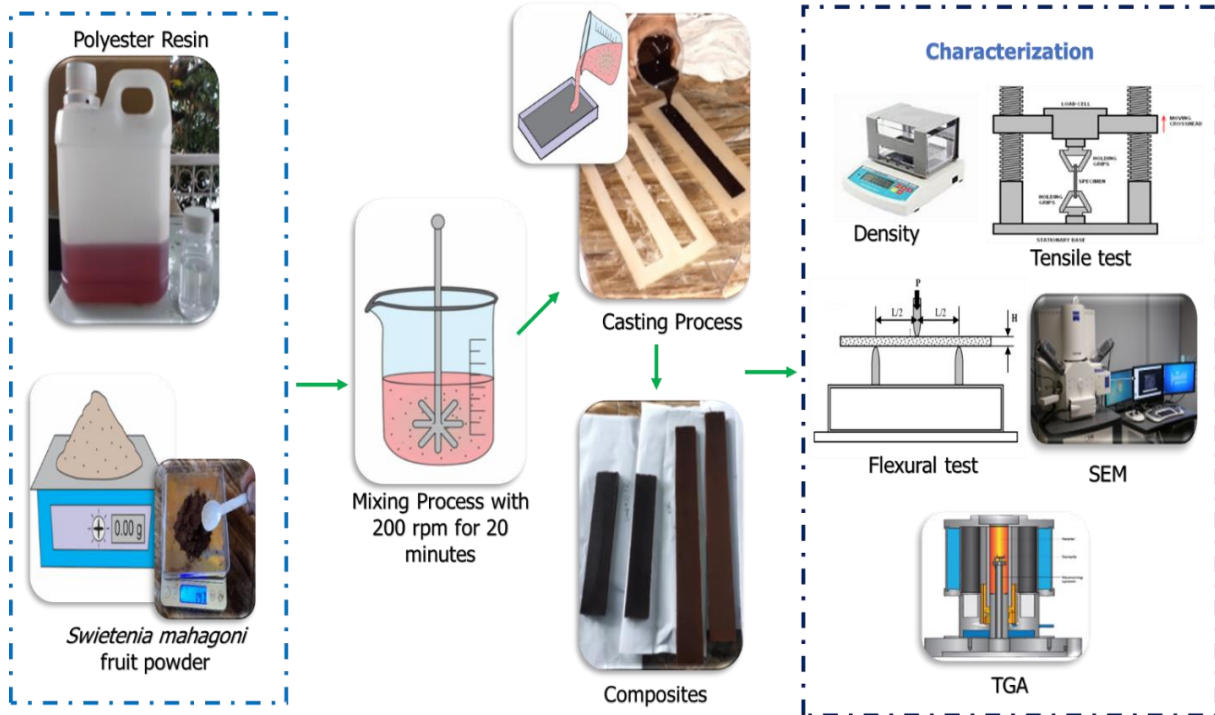 Polyester Resin
Swietenia mahagoni
fruit powder
0.00 g
Mixing Process with
200 rpm for 20
minutes
Casting Process
Composites
Characterization
Density
LOAD CELL
MOVING
CROSSHEAD
HOLDING
GRIPS
SPECIMEN
HOLDING
GRIPS
STATIONARY BASE
Tensile test
P
L/2
L/2
H
Flexural test
SEM
TGA